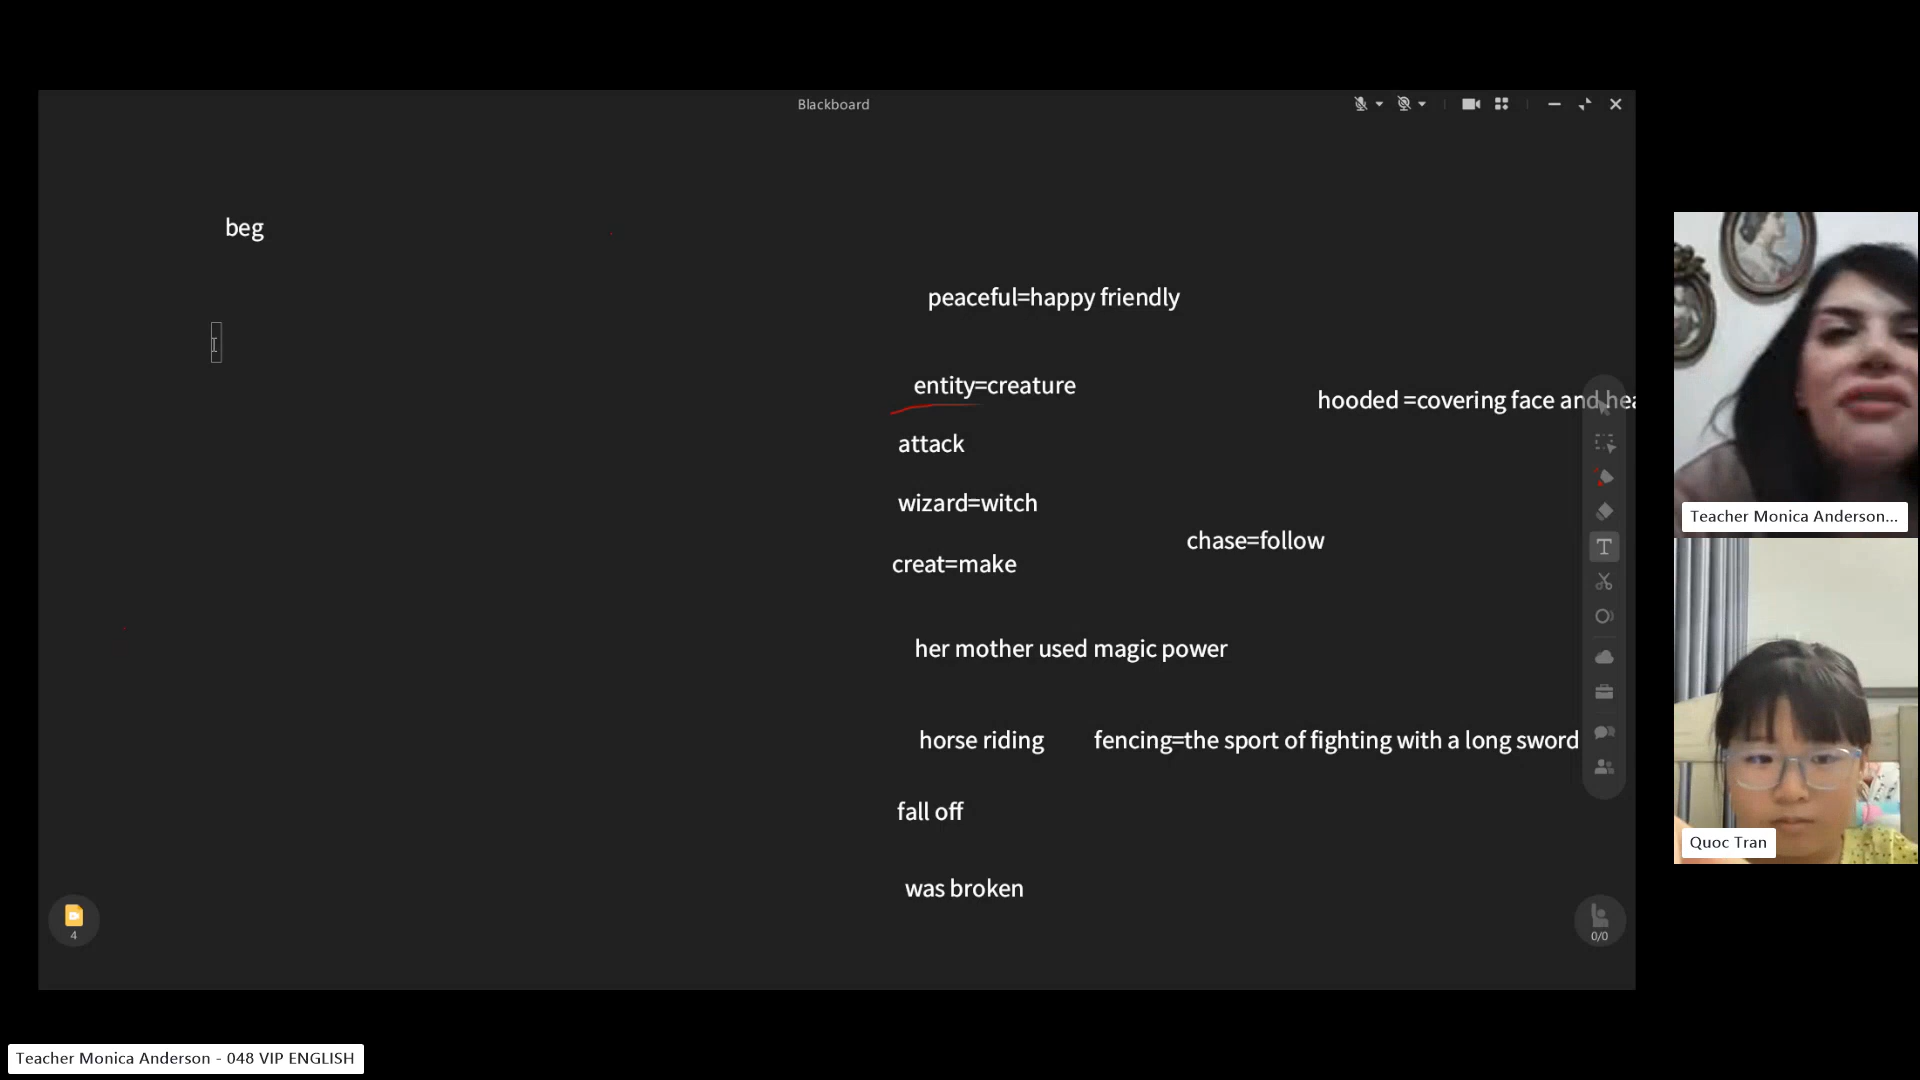 Blackboard
beg
peaceful=happy friendly
entity=creature
hooded =covering face and hea
attack
wizard=witch
chase=follow
creat=make
her mother used magic power
horse riding
fencing=the sport of fighting with a long sword
fall off
was broken
4
0/0
Teacher Monica Anderson...
Quoc Tran
Teacher Monica Anderson - 048 VIP ENGLISH